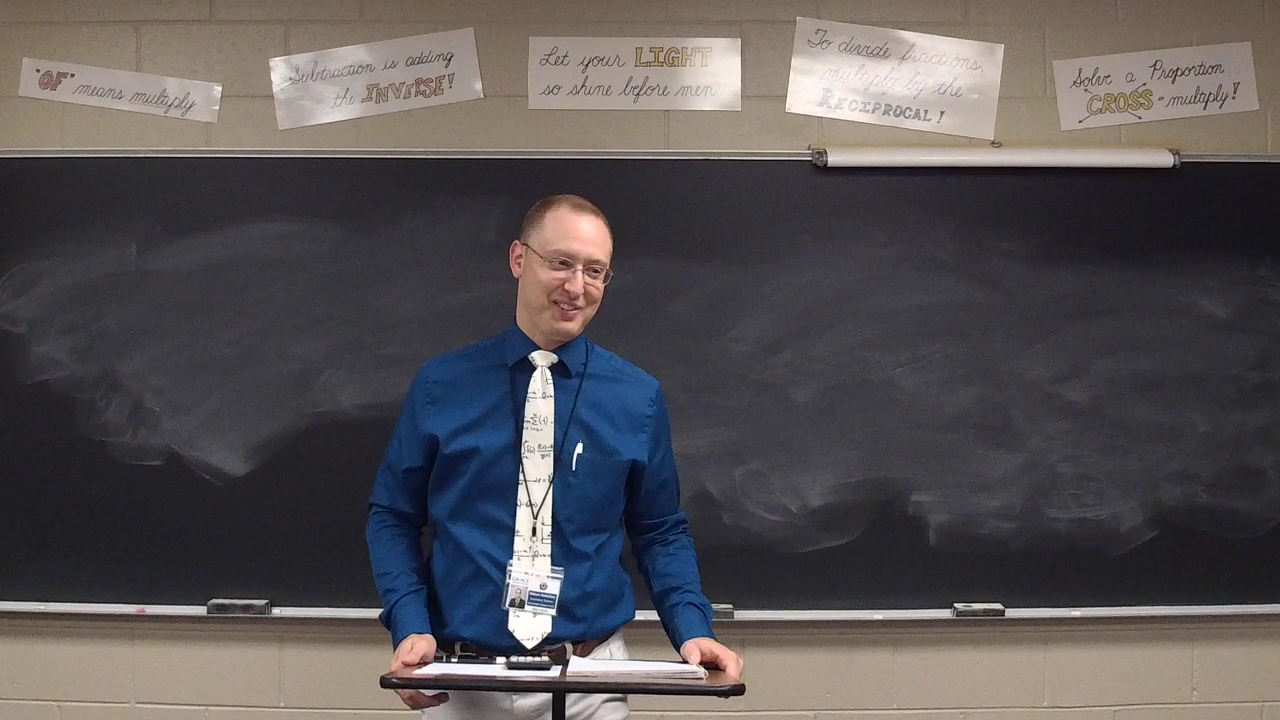 "OF" means multiply
Subtraction is adding
the INVERSE!
Let your LIGHT
so shine before men
To divide fractions,
multiply by the
RECIPROCAL!
Solve a Proportion...
CROSS-multiply!
GRACE